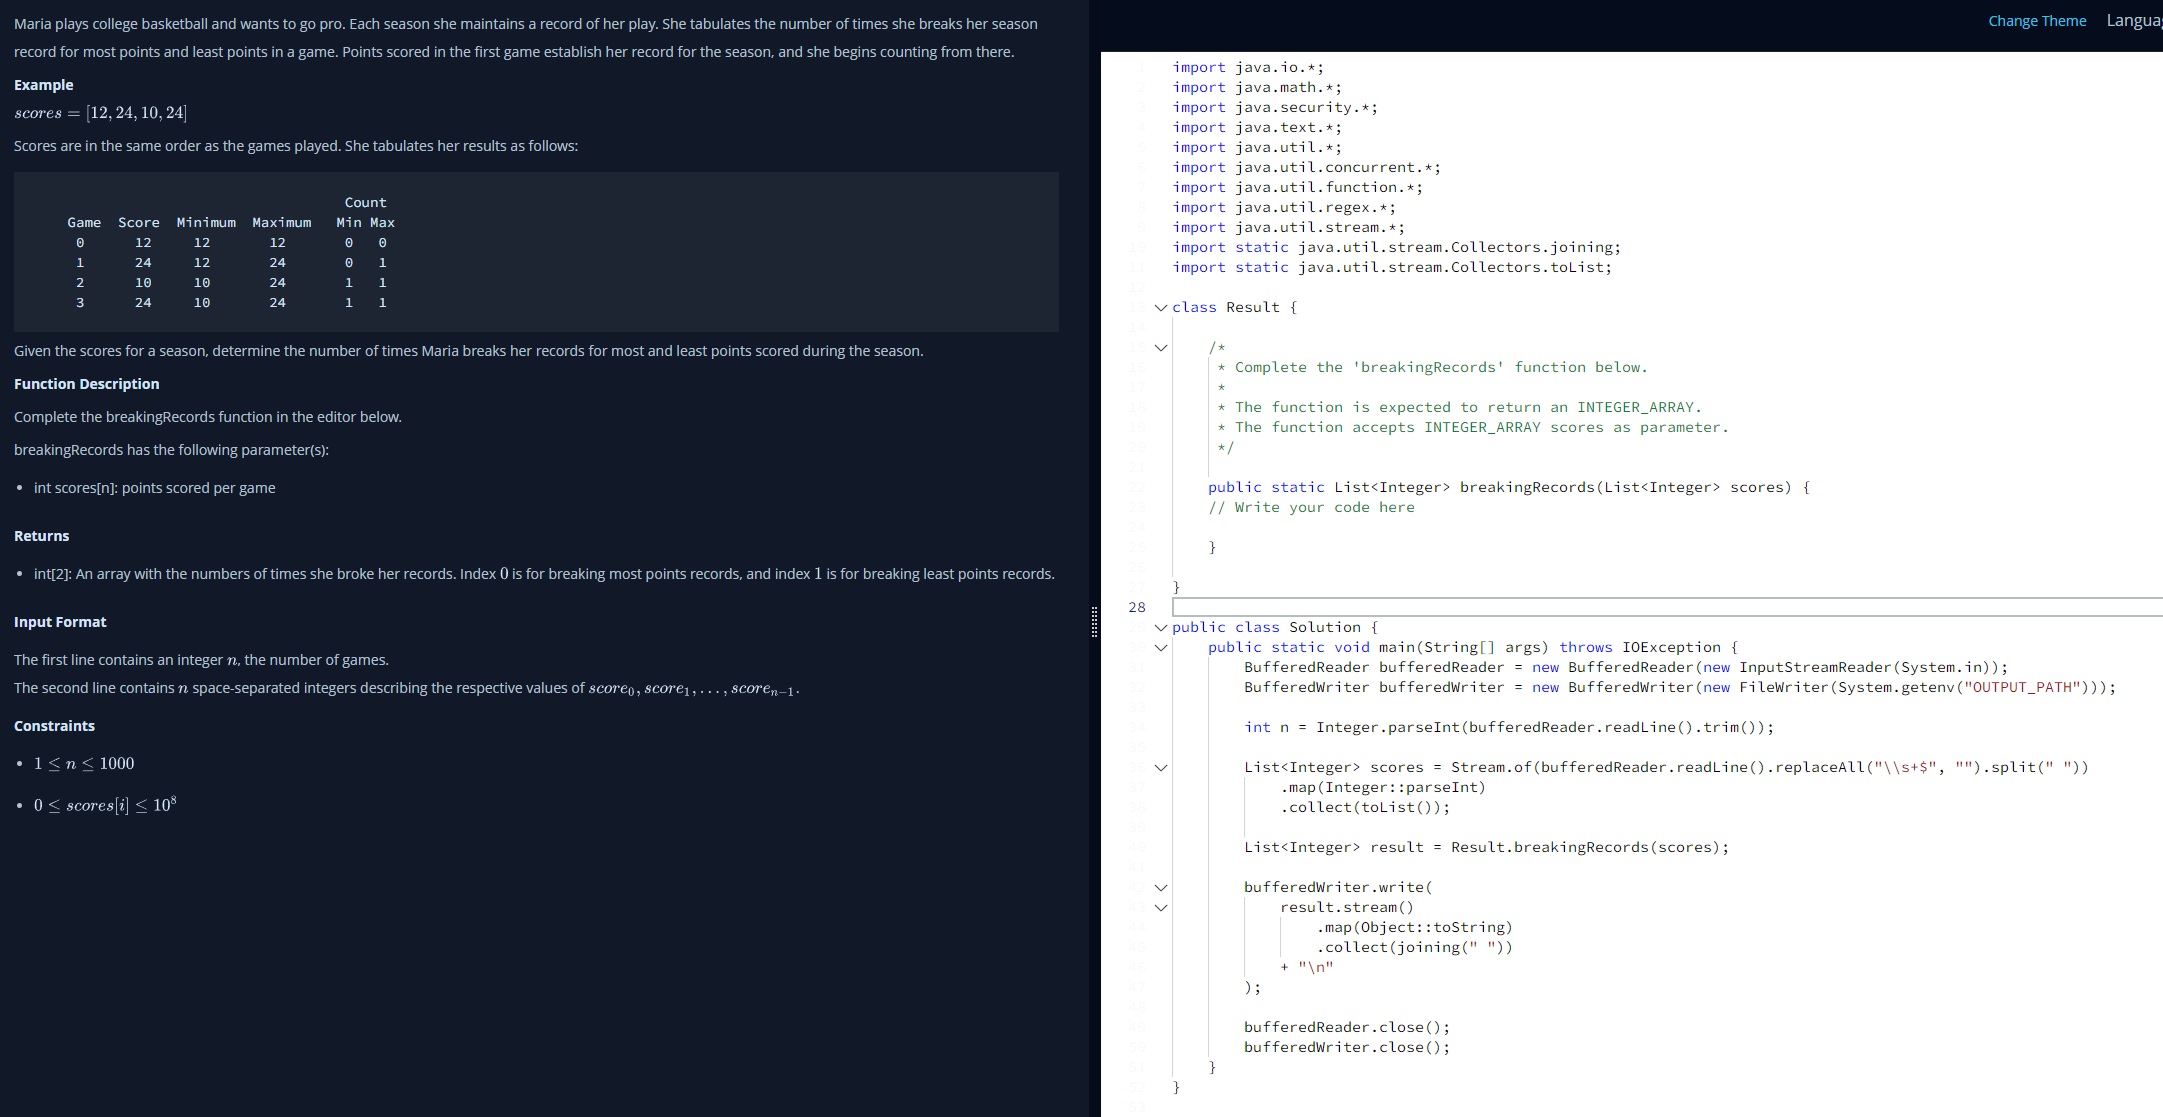 Maria plays college basketball and wants to go pro. Each season she maintains a record of her play. She tabulates the number of times she breaks her season
record for most points and least points in a game. Points scored in the first game establish her record for the season, and she begins counting from there.
Example
scores = [12, 24, 10, 24]
Scores are in the same order as the games played. She tabulates her results as follows:
Count
Game Score Minimum Maximum Min Max
0 12 12 12 0 0
1 24 12 24 0 1
2 10 10 24 1 1
3 24 10 24 1 1
Given the scores for a season, determine the number of times Maria breaks her records for most and least points scored during the season.
Function Description
Complete the breakingRecords function in the editor below.
breakingRecords has the following parameter(s):
• int scores[n]: points scored per game
Returns
• int[2]: An array with the numbers of times she broke her records. Index 0 is for breaking most points records, and index 1 is for breaking least points records.
Input Format
The first line contains an integer n, the number of games.
The second line contains n space-separated integers describing the respective values of score₀, score₁, . . . , scoreₙ₋₁.
Constraints
• 1 ≤ n ≤ 1000
• 0 ≤ scores[i] ≤ 10⁸
Change Theme Langua
import java.io.*;
import java.math.*;
import java.security.*;
import java.text.*;
import java.util.*;
import java.util.concurrent.*;
import java.util.function.*;
import java.util.regex.*;
import java.util.stream.*;
import static java.util.stream.Collectors.joining;
import static java.util.stream.Collectors.toList;
class Result {
/*
* Complete the 'breakingRecords' function below.
*
* The function is expected to return an INTEGER_ARRAY.
* The function accepts INTEGER_ARRAY scores as parameter.
*/
public static List<Integer> breakingRecords(List<Integer> scores) {
// Write your code here
}
}
28
public class Solution {
public static void main(String[] args) throws IOException {
BufferedReader bufferedReader = new BufferedReader(new InputStreamReader(System.in));
BufferedWriter bufferedWriter = new BufferedWriter(new FileWriter(System.getenv("OUTPUT_PATH")));
int n = Integer.parseInt(bufferedReader.readLine().trim());
List<Integer> scores = Stream.of(bufferedReader.readLine().replaceAll("\\s+$", "").split(" "))
.map(Integer::parseInt)
.collect(toList());
List<Integer> result = Result.breakingRecords(scores);
bufferedWriter.write(
result.stream()
.map(Object::toString)
.collect(joining(" "))
+ "\n"
);
bufferedReader.close();
bufferedWriter.close();
}
}